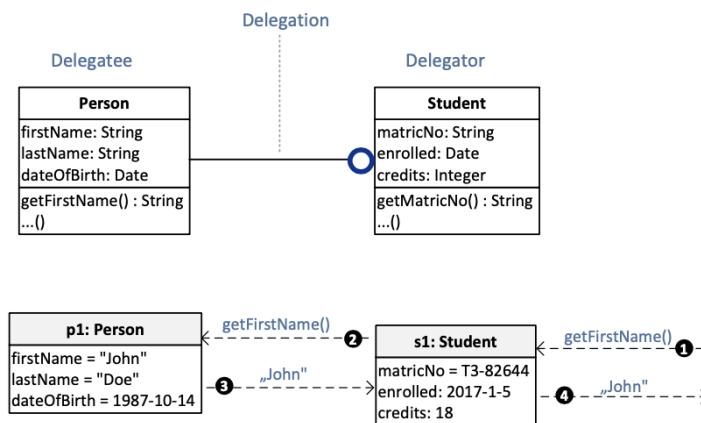 Delegation
Delegatee
Delegator
Person
firstName: String
lastName: String
dateOfBirth: Date
getFirstName() : String
...()
Student
matricNo: String
enrolled: Date
credits: Integer
getMatricNo() : String
...()
p1: Person
firstName = "John"
lastName = "Doe"
dateOfBirth = 1987-10-14
getFirstName()
2
3
„John"
s1: Student
matricNo = T3-82644
enrolled: 2017-1-5
credits: 18
getFirstName()
1
4
„John"